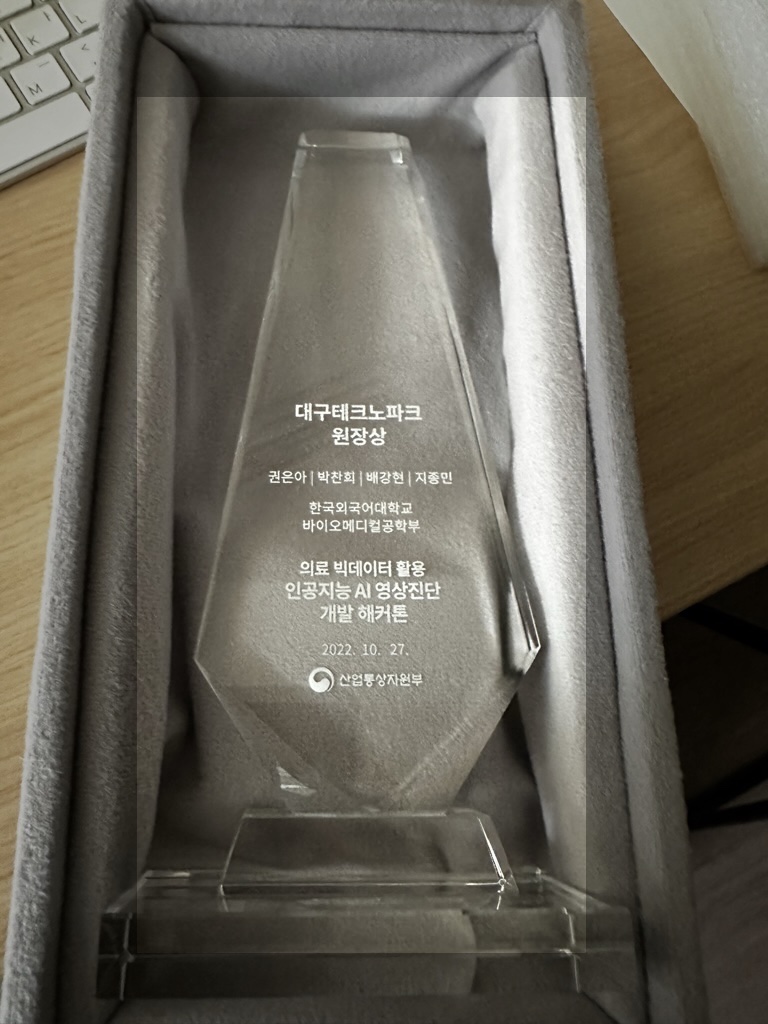 K
L
M
대구테크노파크
원장상
권은아 | 박찬희 | 배강현 | 지종민
한국외국어대학교
바이오메디컬공학부
의료 빅데이터 활용
인공지능 AI 영상진단
개발 해커톤
2022. 10. 27.
산업통상자원부